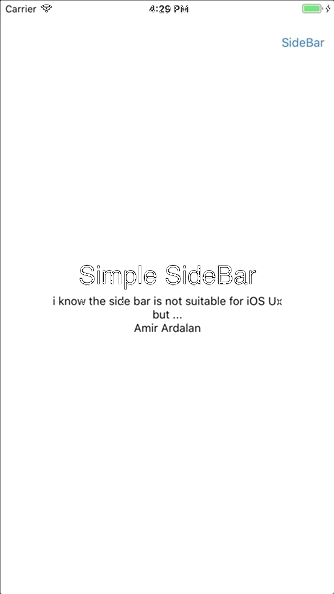 Carrier 4:29 PM
SideBar
Simple SideBar
i know the side bar is not suitable for iOS Ux
but ...
Amir Ardalan